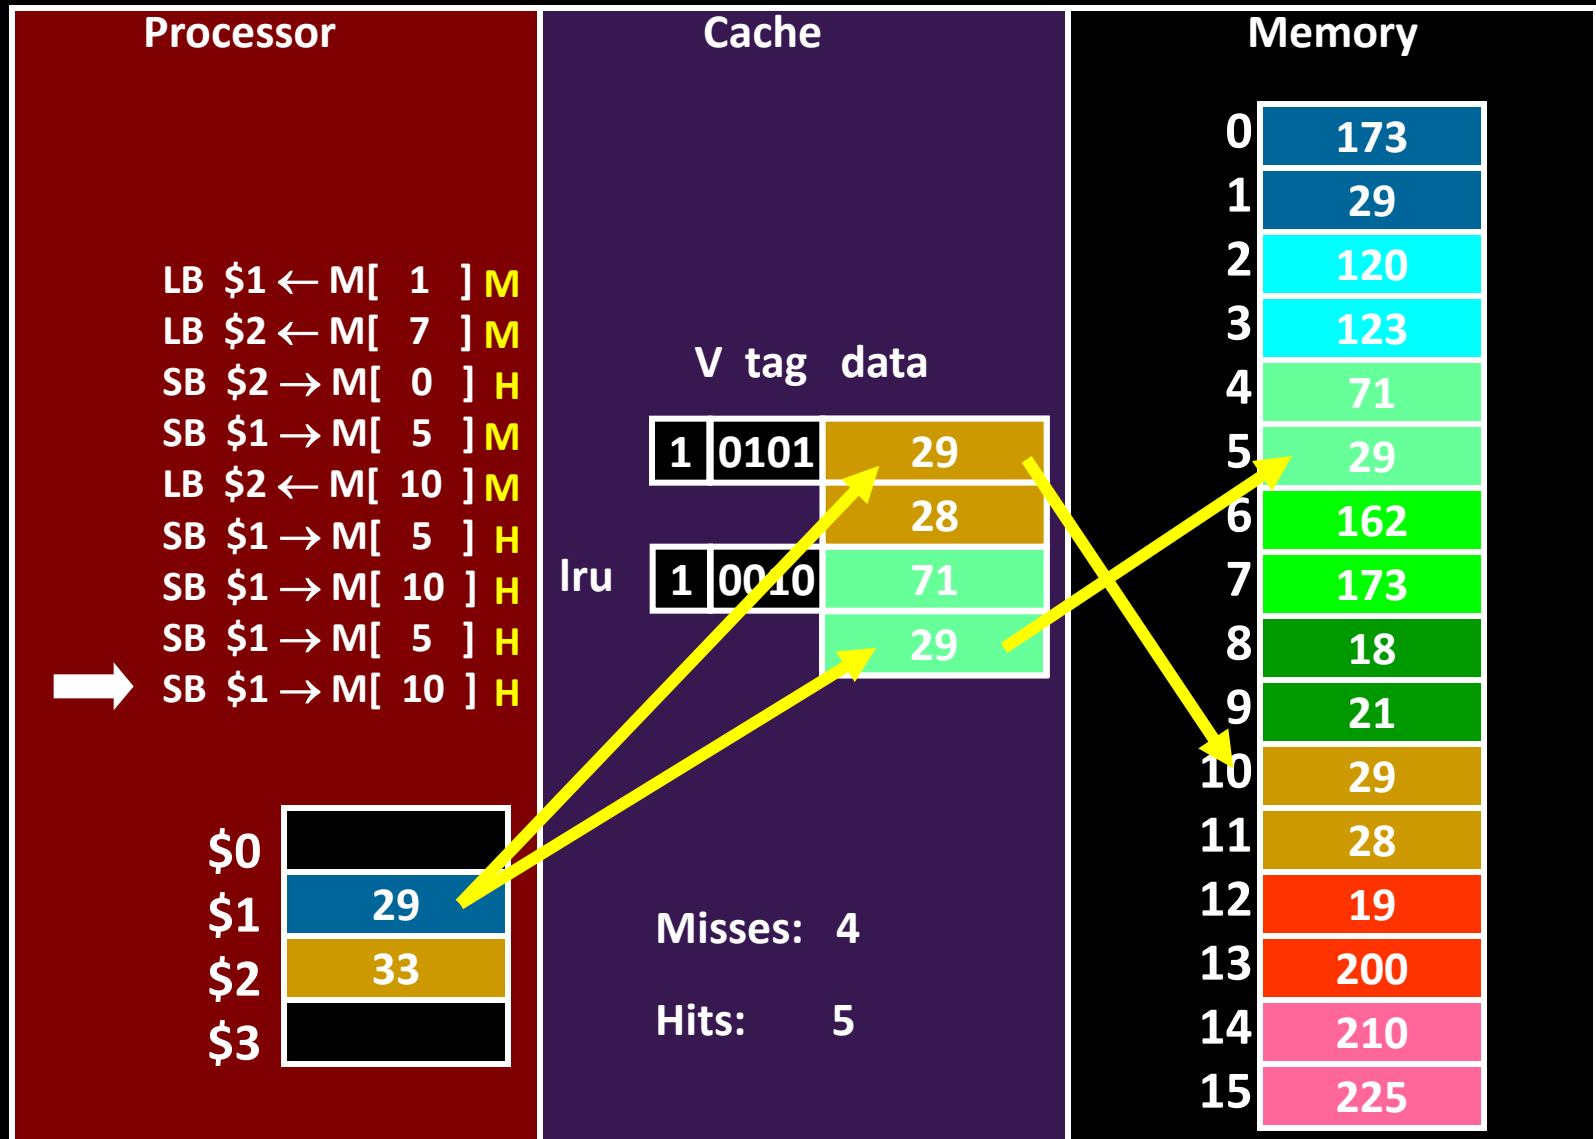 Processor
LB $1 ← M[ 1 ] M
LB $2 ← M[ 7 ] M
SB $2 → M[ 0 ] H
SB $1 → M[ 5 ] M
LB $2 ← M[ 10 ] M
SB $1 → M[ 5 ] H
SB $1 → M[ 10 ] H
SB $1 → M[ 5 ] H
SB $1 → M[ 10 ] H
$0
$1 29
$2 33
$3
Cache
V tag data
1 0101 29
28
lru 1 0010 71
29
Misses: 4
Hits: 5
Memory
0 173
1 29
2 120
3 123
4 71
5 29
6 162
7 173
8 18
9 21
10 29
11 28
12 19
13 200
14 210
15 225